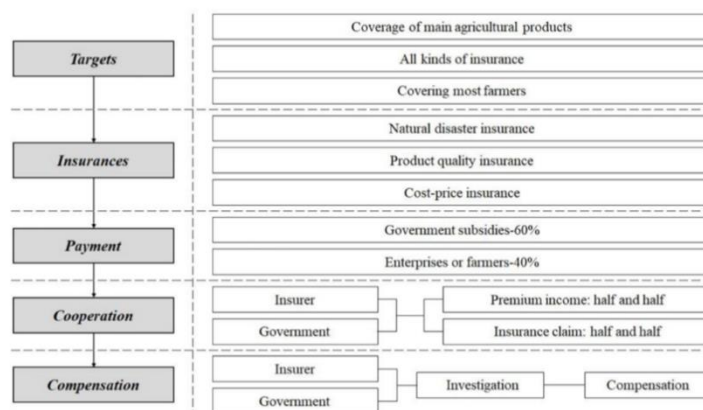 Targets
Coverage of main agricultural products
All kinds of insurance
Covering most farmers
Insurances
Natural disaster insurance
Product quality insurance
Cost-price insurance
Payment
Government subsidies-60%
Enterprises or farmers-40%
Cooperation
Insurer
Government
Premium income: half and half
Insurance claim: half and half
Compensation
Insurer
Government
Investigation
Compensation